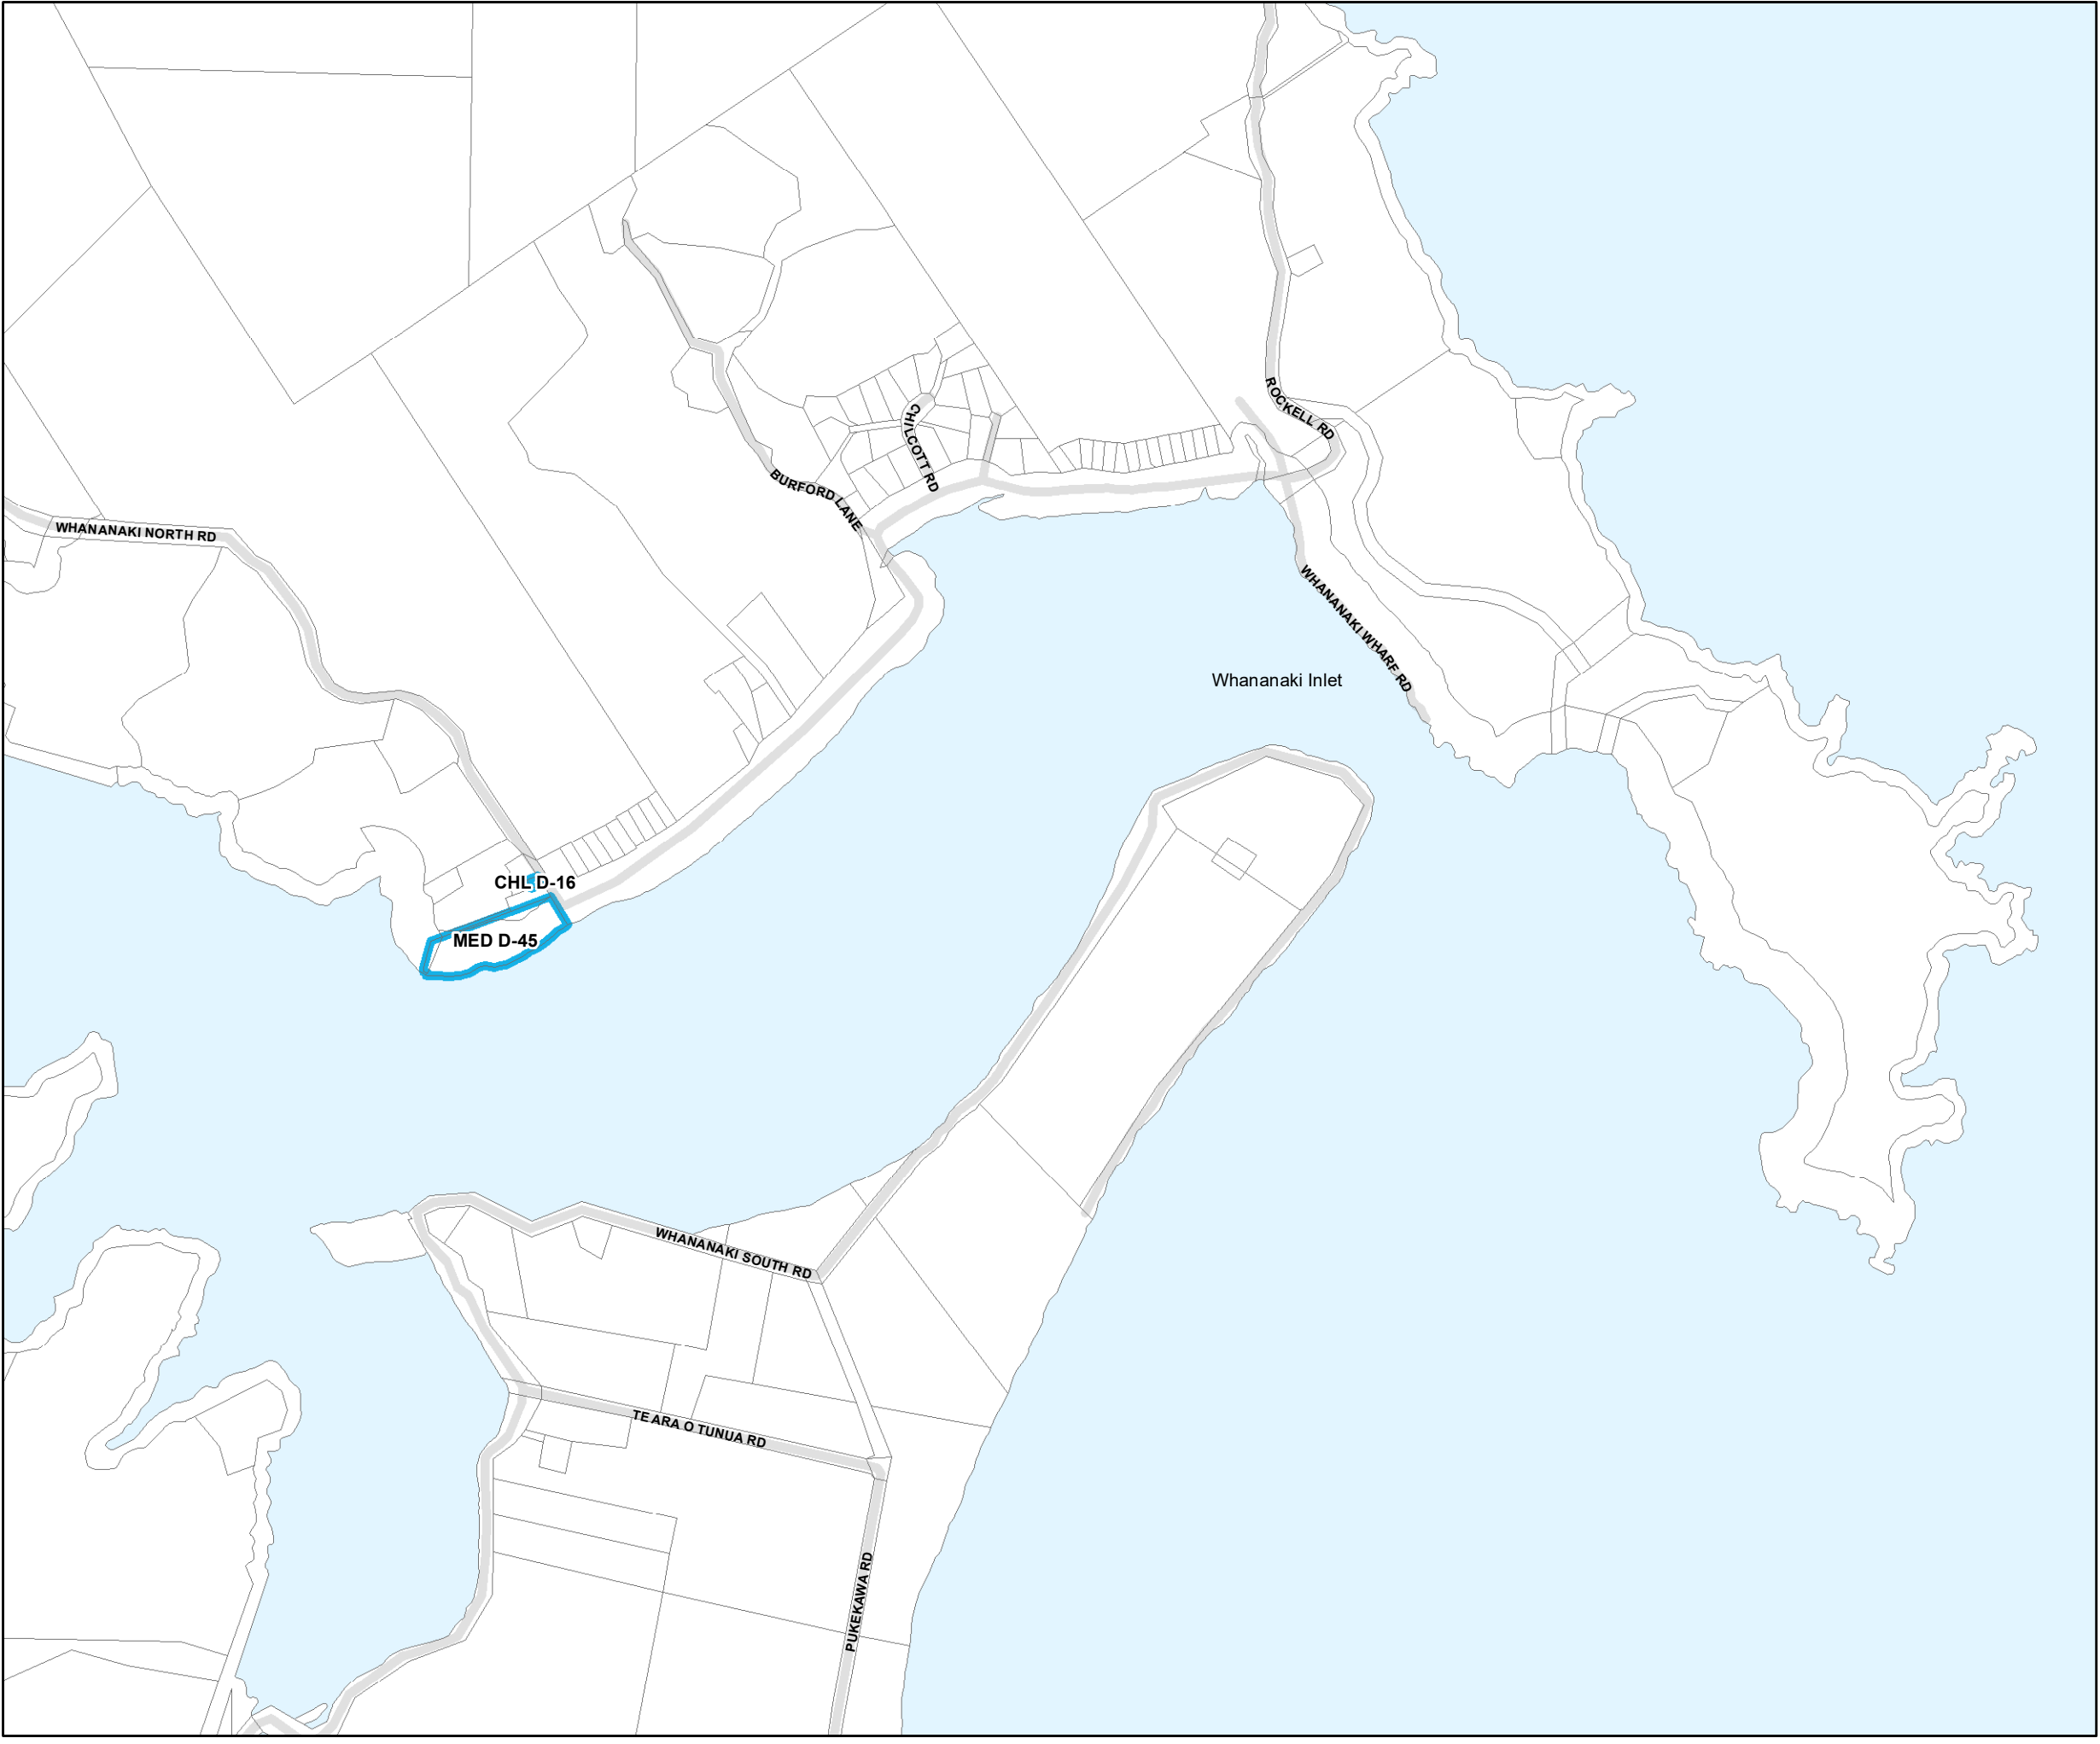 ROCKELL RD
CHILCOTT RD
BURFORD LANE
WHANANAKI NORTH RD
WHANANAKI WHARF RD
Whananaki Inlet
CHL D-16
MED D-45
WHANANAKI SOUTH RD
TE ARA O TUNUA RD
PUKEKAWA RD